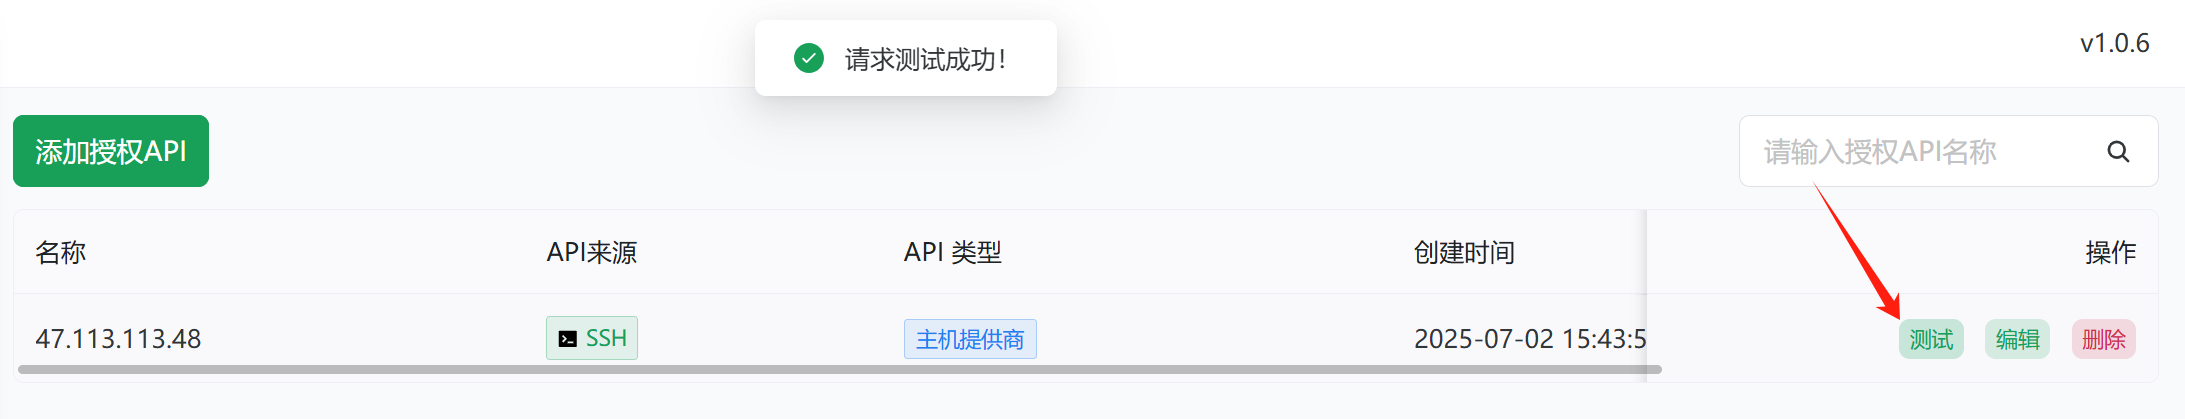 请求测试成功!
v1.0.6
添加授权API
请输入授权API名称
名称 API来源 API 类型 创建时间 操作
47.113.113.48 SSH 主机提供商 2025-07-02 15:43:5 测试 编辑 删除